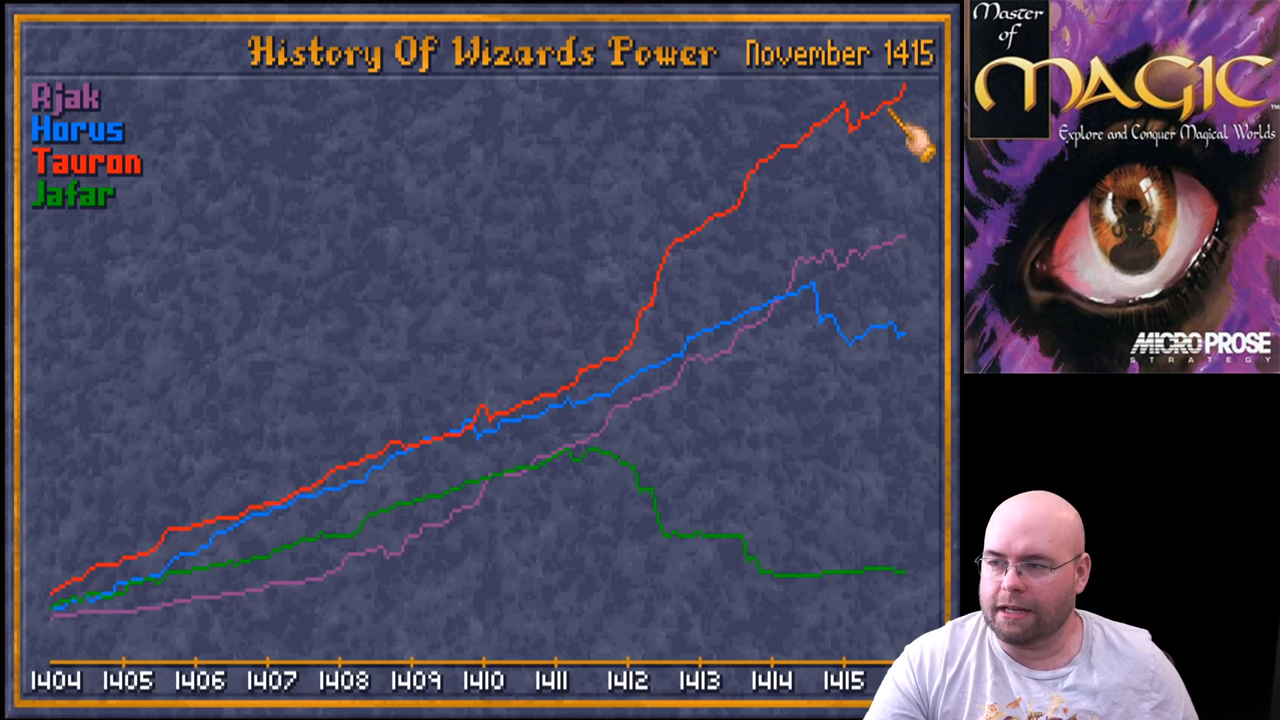 History Of Wizards Power November 1415
Rjak
Horus
Tauron
Jafar
1404 1405 1406 1407 1408 1409 1410 1411 1412 1413 1414 1415
Master
of
MAGIC™
Explore and Conquer Magical Worlds
MICROPROSE
STRATEGY